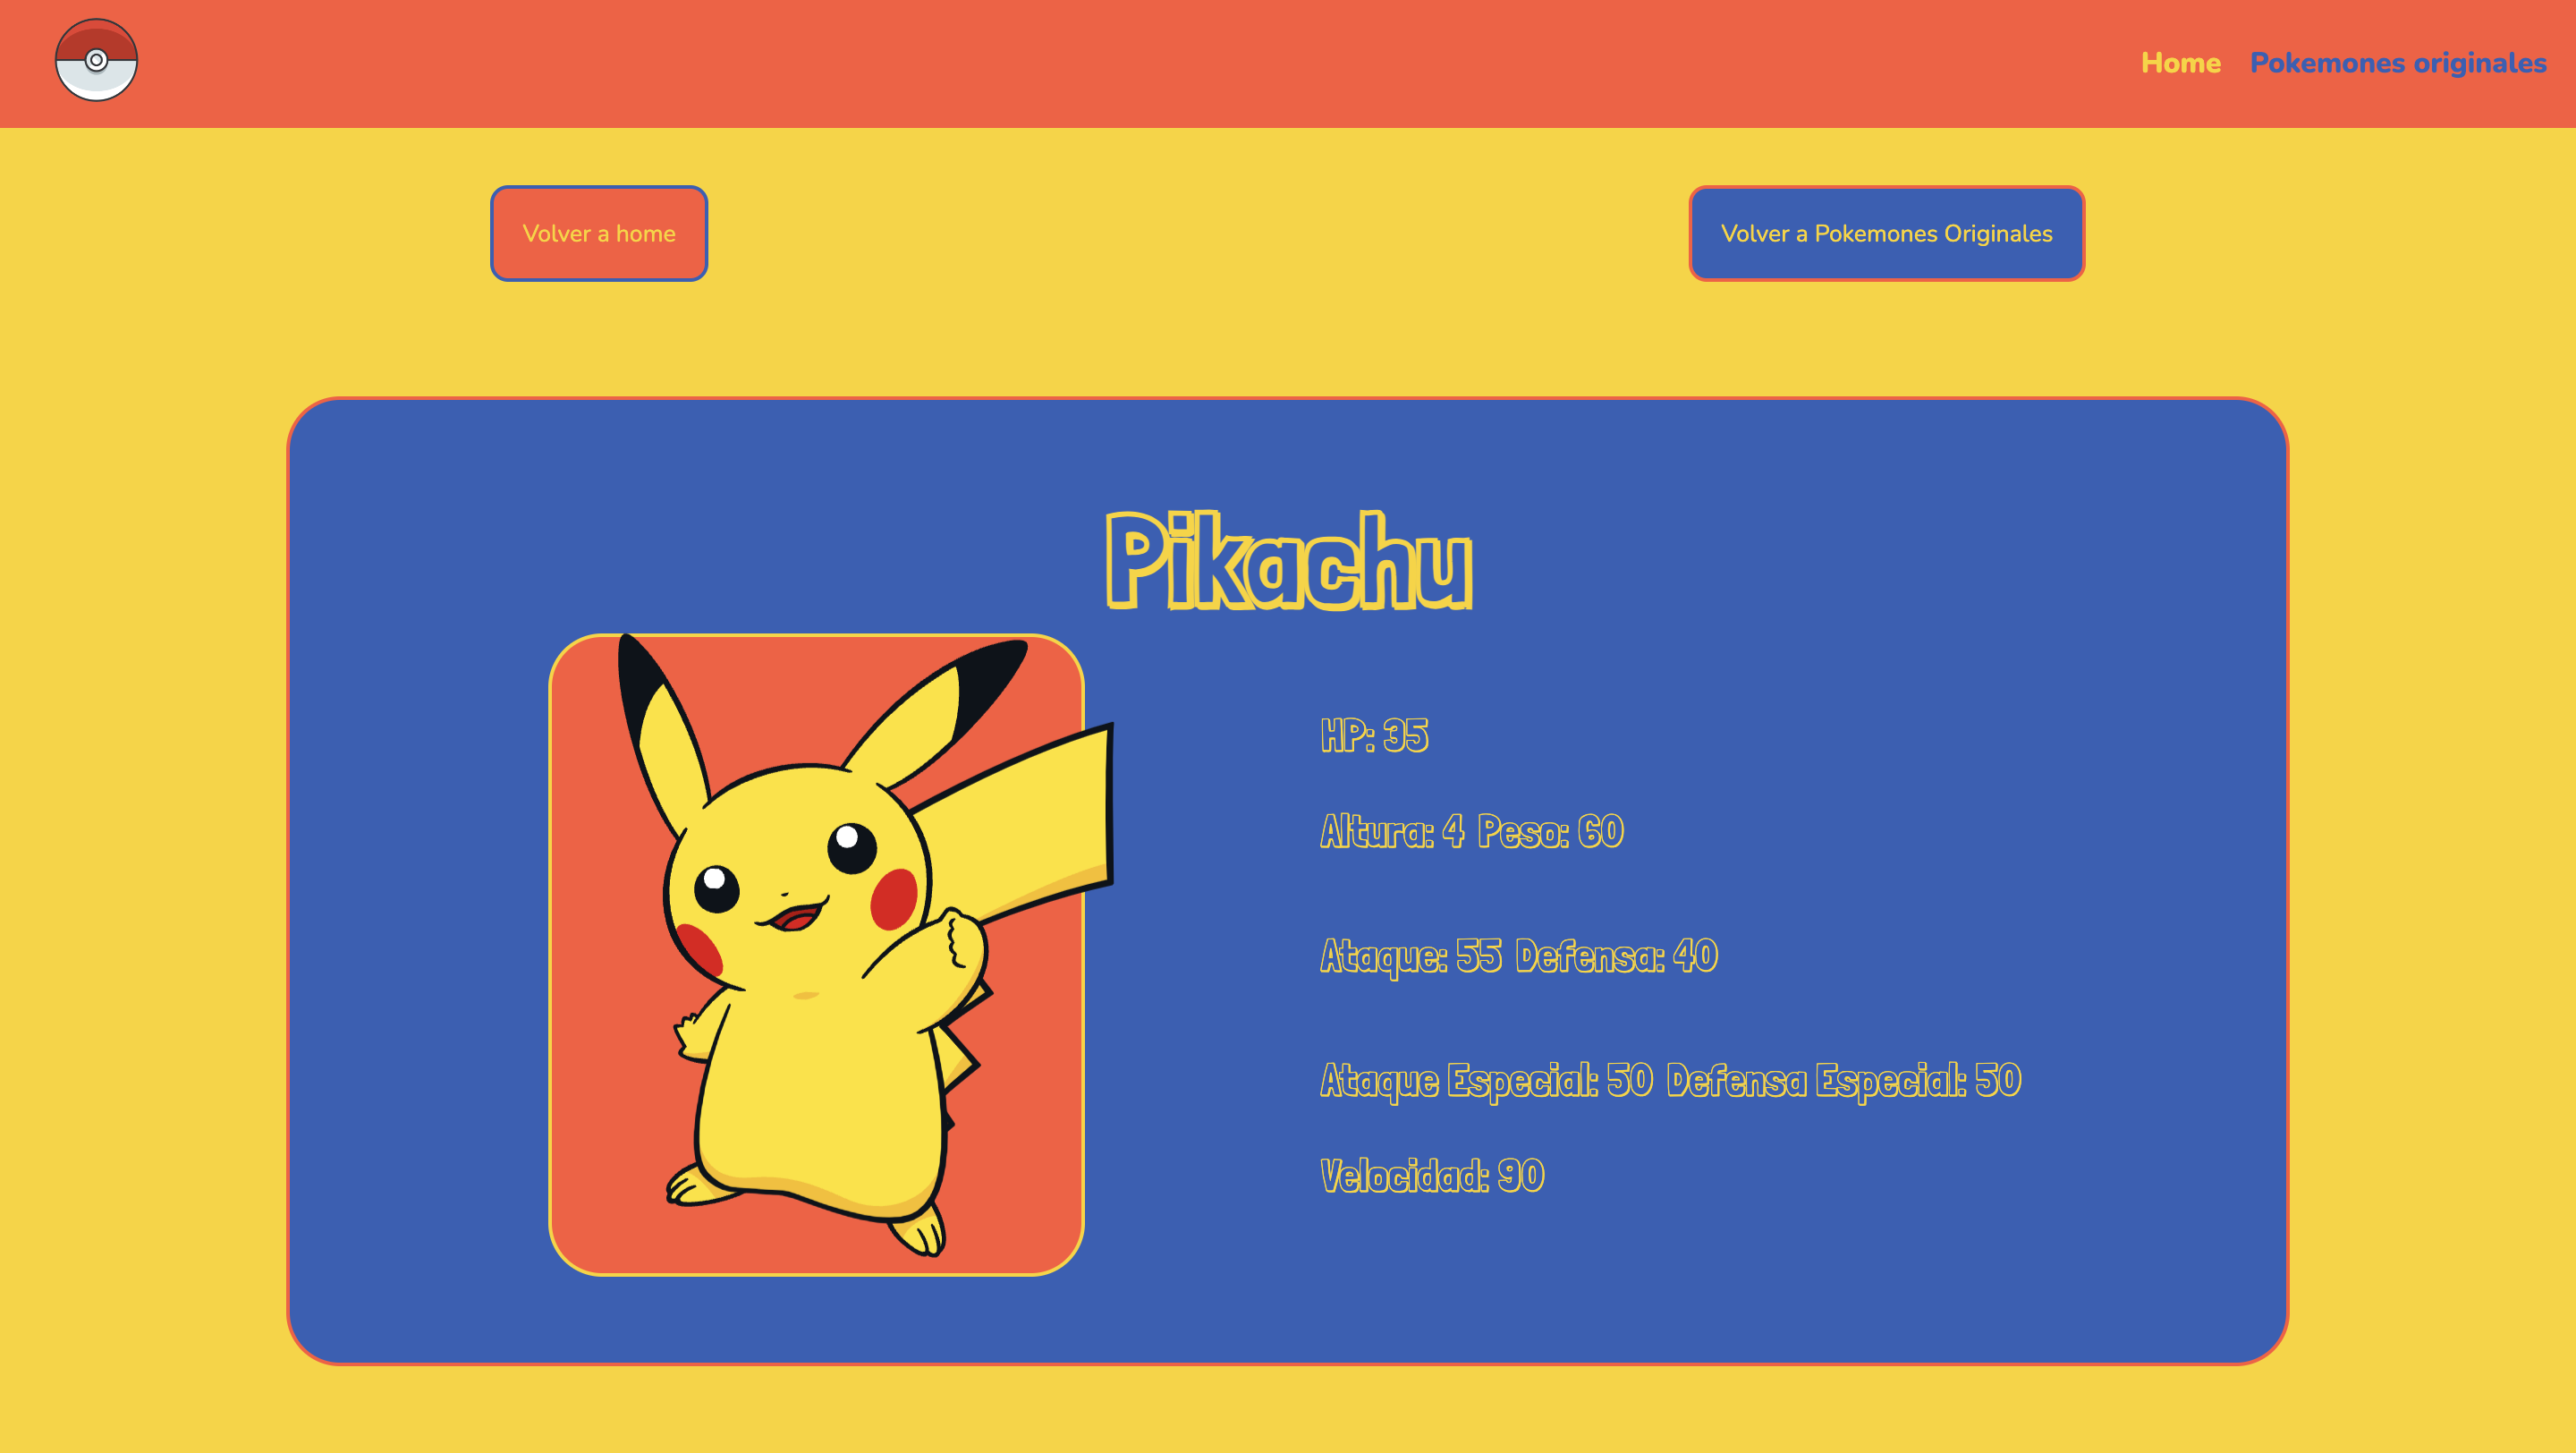 Home Pokemones originales
Volver a home
Volver a Pokemones Originales
Pikachu
HP: 35
Altura: 4 Peso: 60
Ataque: 55 Defensa: 40
Ataque Especial: 50 Defensa Especial: 50
Velocidad: 90